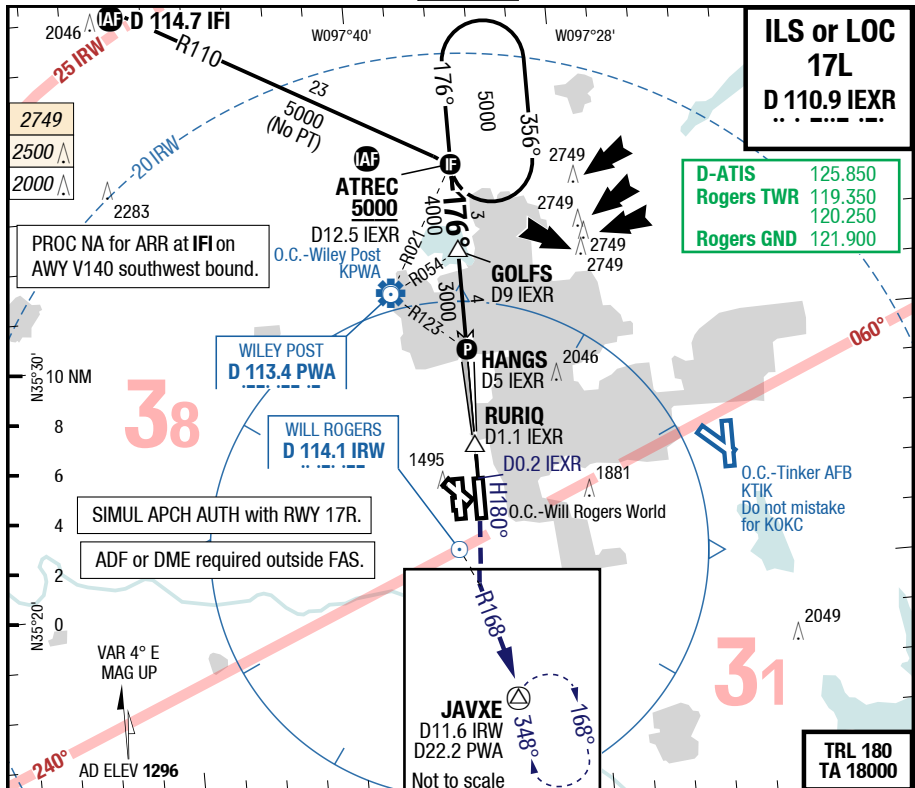 2046
IAF D 114.7 IFI
W097°40'
W097°28'
ILS or LOC
17L
D 110.9 IEXR
25 IRW
R110
23
5000
(No PT)
176°
5000
356°
2749
2500
2000
20 IRW
2283
IAF
IF
ATREC
5000
D12.5 IEXR
2749
2749
2749
2749
D-ATIS 125.850
Rogers TWR 119.350
120.250
Rogers GND 121.900
PROC NA for ARR at IFI on
AWY V140 southwest bound.
O.C.-Wiley Post
KPWA
R021
R054
R123
4000
3
176°
GOLFS
D9 IEXR
3000
4
P
HANGS
D5 IEXR
2046
060°
WILEY POST
D 113.4 PWA
N35°30'
10 NM
8
6
4
2
0
38
RURIQ
D1.1 IEXR
WILL ROGERS
D 114.1 IRW
1495
D0.2 IEXR
1881
H180°
O.C.-Will Rogers World
O.C.-Tinker AFB
KTIK
Do not mistake
for KOKC
SIMUL APCH AUTH with RWY 17R.
ADF or DME required outside FAS.
N35°20'
R168
2049
31
VAR 4° E
MAG UP
JAVXE
D11.6 IRW
D22.2 PWA
348°
168°
Not to scale
240°
AD ELEV 1296
TRL 180
TA 18000